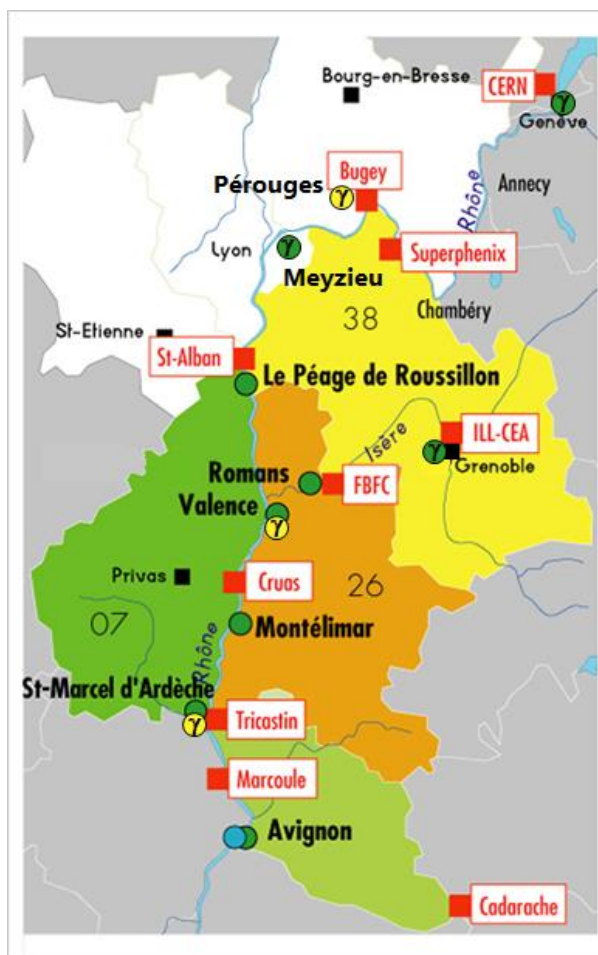 Bourg-en-Bresse
CERN
γ
Genève
Pérouges
γ
Bugey
Rhône
Annecy
Lyon
γ
Superphenix
Meyzieu
Chambéry
38
St-Etienne
St-Alban
Le Péage de Roussillon
Isère
ILL-CEA
γ
Grenoble
Romans
FBFC
Valence
γ
Privas
Cruas
26
07
Montélimar
Rhône
St-Marcel d'Ardèche
γ
Tricastin
Marcoule
Avignon
Cadarache